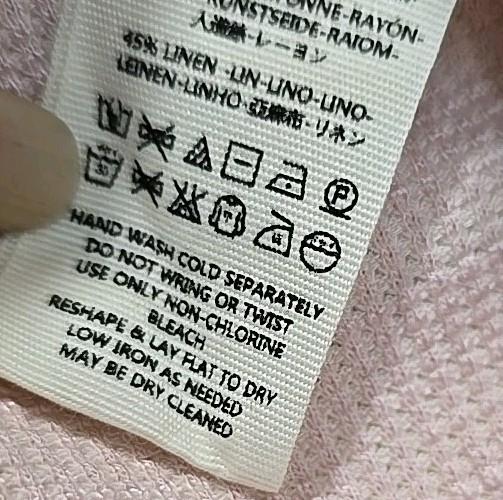 -RAYÓN-
KUNSTSEIDE-RAIOM-
人造絲-レーヨン
45% LINEN -LIN-LINO-LINO-
LEINEN-LINHO-亞麻布-リネン
P
HAND WASH COLD SEPARATELY
DO NOT WRING OR TWIST
USE ONLY NON-CHLORINE
BLEACH
RESHAPE & LAY FLAT TO DRY
LOW IRON AS NEEDED
MAY BE DRY CLEANED